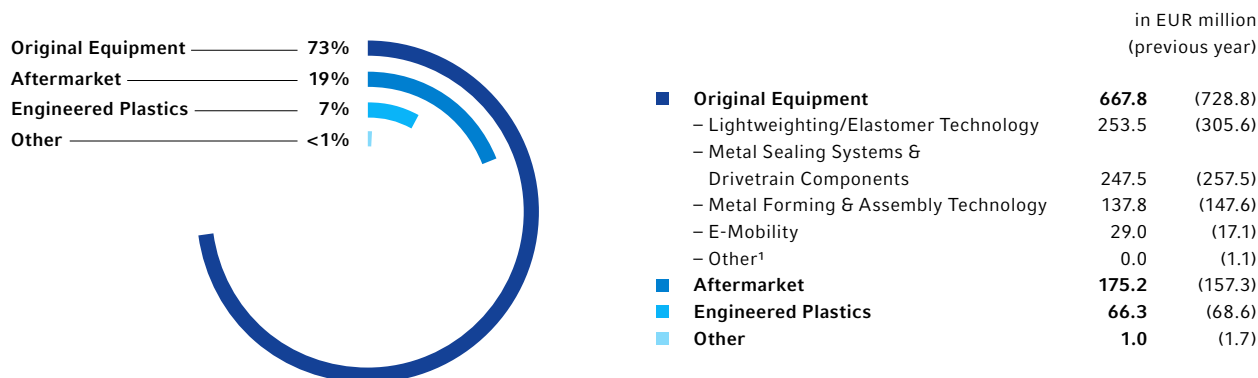 Original Equipment 73%
Aftermarket 19%
Engineered Plastics 7%
Other <1%
in EUR million
(previous year)
Original Equipment 667.8 (728.8)
– Lightweighting/Elastomer Technology 253.5 (305.6)
– Metal Sealing Systems &
Drivetrain Components 247.5 (257.5)
– Metal Forming & Assembly Technology 137.8 (147.6)
– E-Mobility 29.0 (17.1)
– Other¹ 0.0 (1.1)
Aftermarket 175.2 (157.3)
Engineered Plastics 66.3 (68.6)
Other 1.0 (1.7)